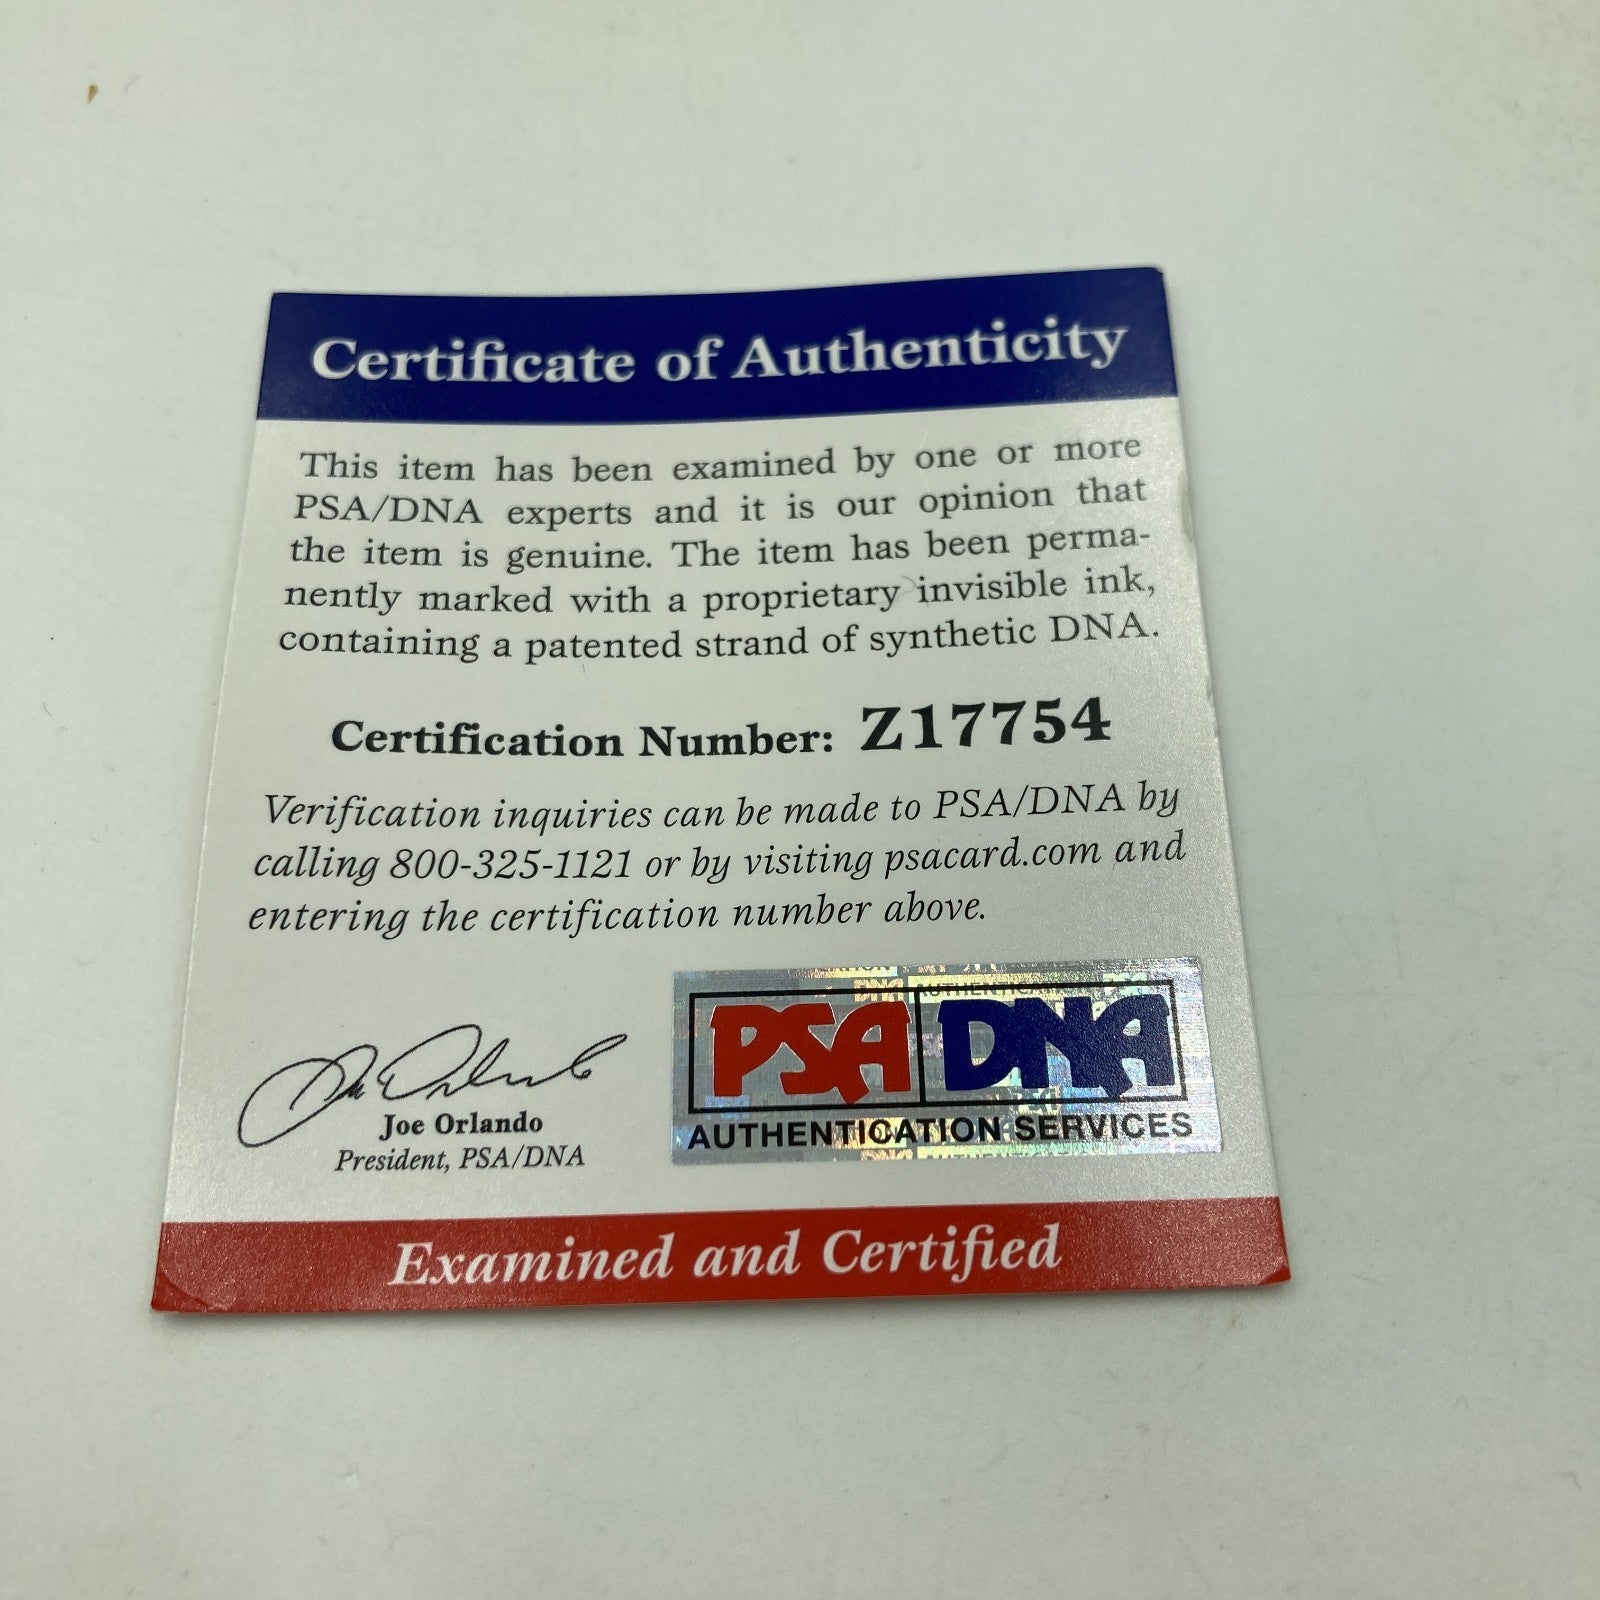 Certificate of Authenticity
This item has been examined by one or more
PSA/DNA experts and it is our opinion that
the item is genuine. The item has been perma-
nently marked with a proprietary invisible ink,
containing a patented strand of synthetic DNA.
Certification Number: Z17754
Verification inquiries can be made to PSA/DNA by
calling 800-325-1121 or by visiting psacard.com and
entering the certification number above.
Joe Orlando
President, PSA/DNA
PSA DNA
AUTHENTICATION SERVICES
Examined and Certified